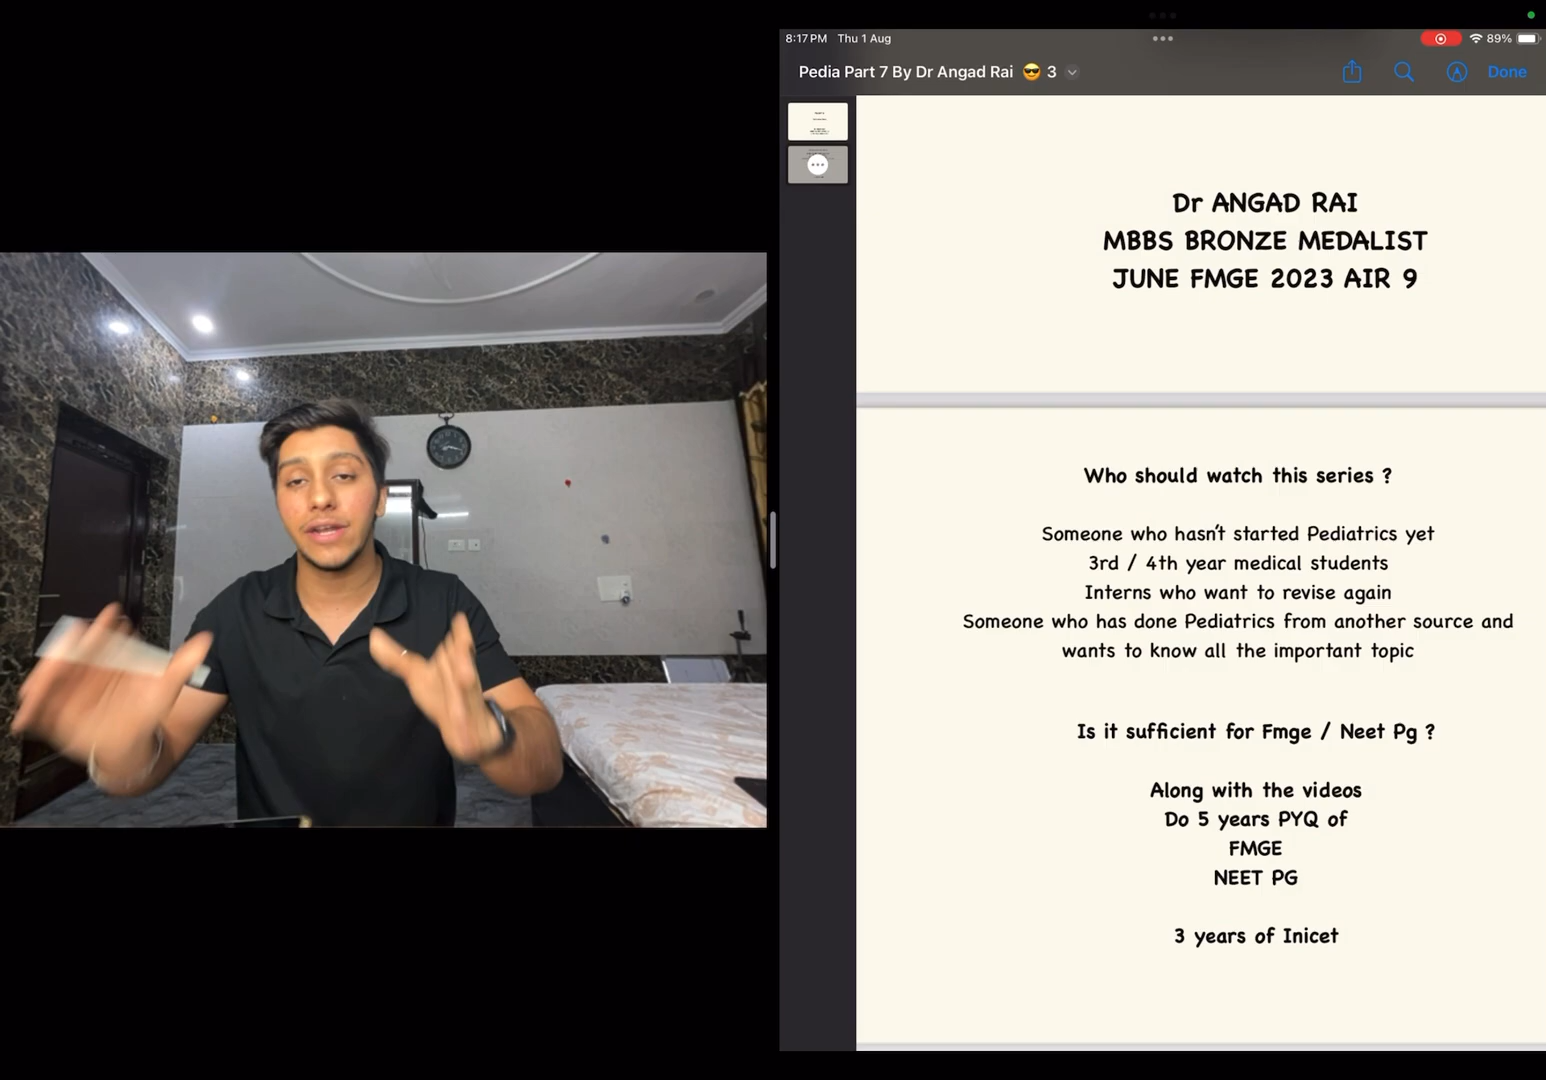 8:17 PM Thu 1 Aug
89%
Pedia Part 7 By Dr Angad Rai 😎 3
Done
Dr ANGAD RAI
MBBS BRONZE MEDALIST
JUNE FMGE 2023 AIR 9
Who should watch this series ?
Someone who hasn't started Pediatrics yet
3rd / 4th year medical students
Interns who want to revise again
Someone who has done Pediatrics from another source and
wants to know all the important topic
Is it sufficient for Fmge / Neet Pg ?
Along with the videos
Do 5 years PYQ of
FMGE
NEET PG
3 years of Inicet